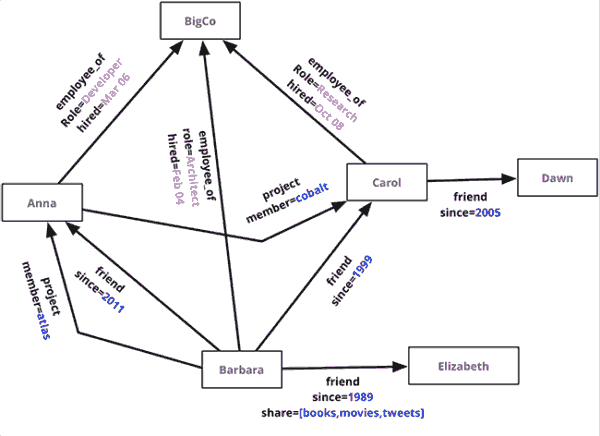 BigCo
employee_of
Role=Developer
hired=Mar 06
employee_of
role=Architect
hired=Feb 04
employee_of
Role=Research
hired=Oct 08
Anna
project
member=cobalt
Carol
friend
since=2005
Dawn
project
member=atlas
friend
since=2011
friend
since=1999
Barbara
friend
since=1989
share=[books,movies,tweets]
Elizabeth